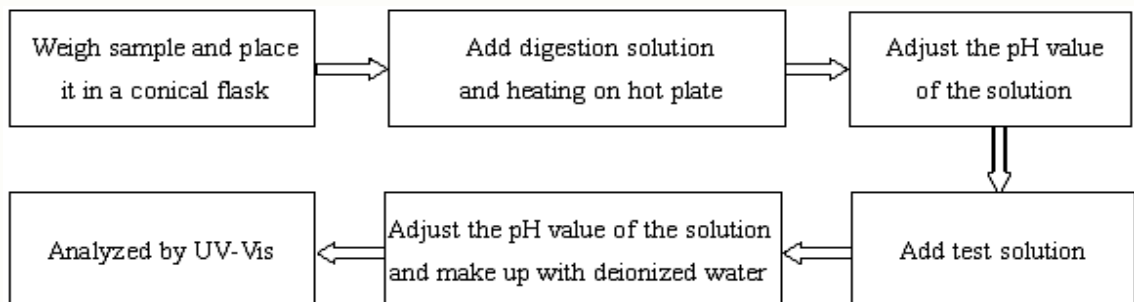 Weigh sample and place
it in a conical flask
Add digestion solution
and heating on hot plate
Adjust the pH value
of the solution
Add test solution
Adjust the pH value of the solution
and make up with deionized water
Analyzed by UV-Vis